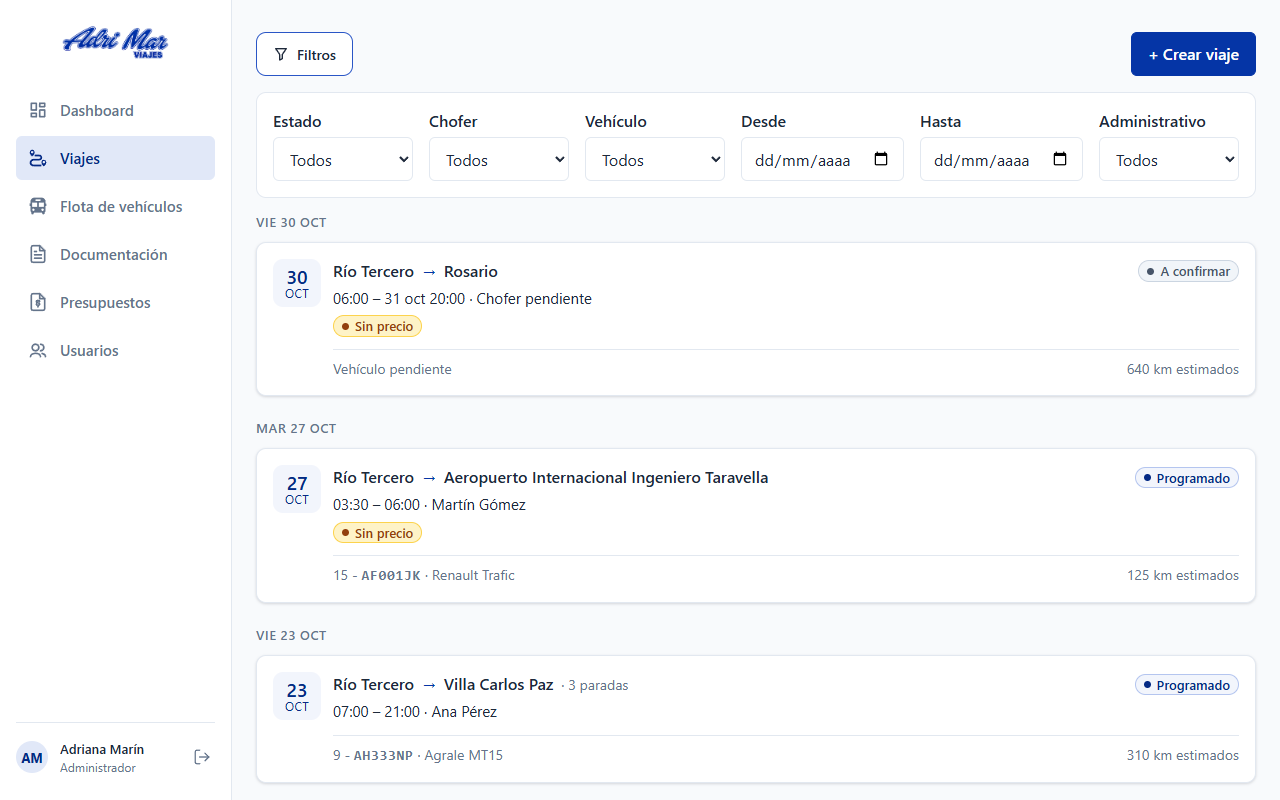 Adri Mar
VIAJES
Dashboard
Viajes
Flota de vehículos
Documentación
Presupuestos
Usuarios
AM
Adriana Marín
Administrador
Filtros
+ Crear viaje
Estado
Todos
Chofer
Todos
Vehículo
Todos
Desde
dd/mm/aaaa
Hasta
dd/mm/aaaa
Administrativo
Todos
VIE 30 OCT
30
OCT
Río Tercero → Rosario
A confirmar
06:00 – 31 oct 20:00 · Chofer pendiente
Sin precio
Vehículo pendiente
640 km estimados
MAR 27 OCT
27
OCT
Río Tercero → Aeropuerto Internacional Ingeniero Taravella
Programado
03:30 – 06:00 · Martín Gómez
Sin precio
15 - AF001JK · Renault Trafic
125 km estimados
VIE 23 OCT
23
OCT
Río Tercero → Villa Carlos Paz · 3 paradas
Programado
07:00 – 21:00 · Ana Pérez
9 - AH333NP · Agrale MT15
310 km estimados